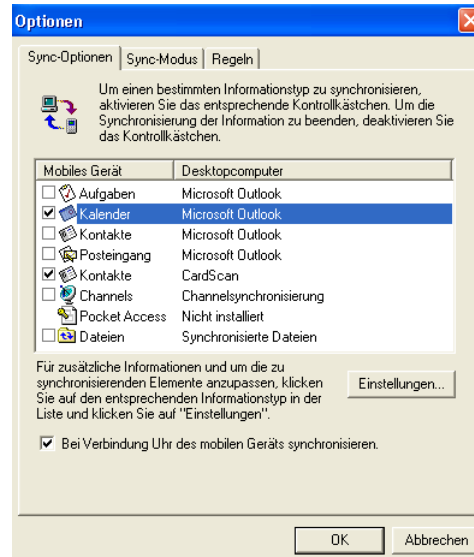 Optionen
Sync-Optionen Sync-Modus Regeln
Um einen bestimmten Informationstyp zu synchronisieren,
aktivieren Sie das entsprechende Kontrollkästchen. Um die
Synchronisierung der Information zu beenden, deaktivieren Sie
das Kontrollkästchen.
Mobiles Gerät Desktopcomputer
Aufgaben Microsoft Outlook
Kalender Microsoft Outlook
Kontakte Microsoft Outlook
Posteingang Microsoft Outlook
Kontakte CardScan
Channels Channelsynchronisierung
Pocket Access Nicht installiert
Dateien Synchronisierte Dateien
Für zusätzliche Informationen und um die zu
synchronisierenden Elemente anzupassen, klicken
Sie auf den entsprechenden Informationstyp in der
Liste und klicken Sie auf "Einstellungen".
Einstellungen...
Bei Verbindung Uhr des mobilen Geräts synchronisieren.
OK Abbrechen